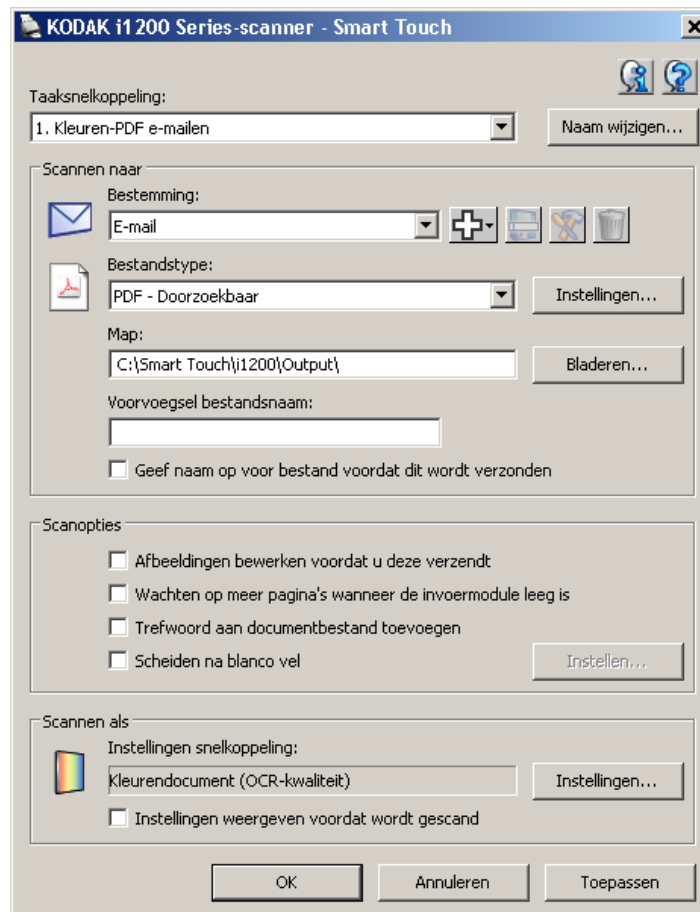 KODAK i1200 Series-scanner - Smart Touch
Taaksnelkoppeling:
1. Kleuren-PDF e-mailen
Naam wijzigen...
Scannen naar
Bestemming:
E-mail
Bestandstype:
PDF - Doorzoekbaar
Instellingen...
Map:
C:\Smart Touch\i1200\Output\
Bladeren...
Voorvoegsel bestandsnaam:
Geef naam op voor bestand voordat dit wordt verzonden
Scanopties
Afbeeldingen bewerken voordat u deze verzendt
Wachten op meer pagina's wanneer de invoermodule leeg is
Trefwoord aan documentbestand toevoegen
Scheiden na blanco vel
Instellen...
Scannen als
Instellingen snelkoppeling:
Kleurendocument (OCR-kwaliteit)
Instellingen...
Instellingen weergeven voordat wordt gescand
OK
Annuleren
Toepassen